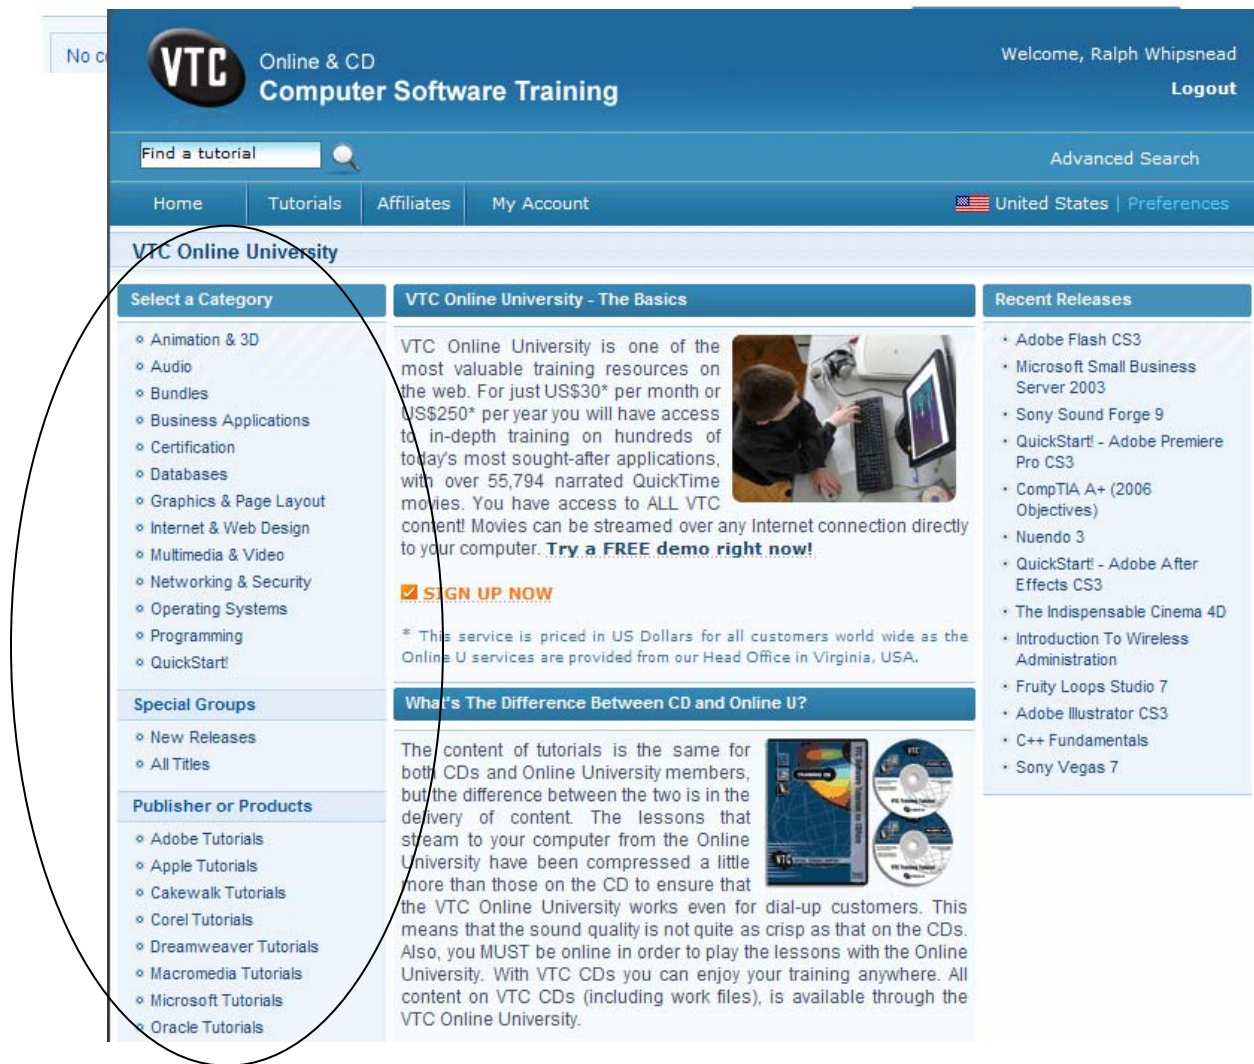 No co
VTC
Online & CD
Computer Software Training
Welcome, Ralph Whipsnead
Logout
Find a tutorial
Advanced Search
Home
Tutorials
Affiliates
My Account
United States | Preferences
VTC Online University
Select a Category
Animation & 3D
Audio
Bundles
Business Applications
Certification
Databases
Graphics & Page Layout
Internet & Web Design
Multimedia & Video
Networking & Security
Operating Systems
Programming
QuickStart!
Special Groups
New Releases
All Titles
Publisher or Products
Adobe Tutorials
Apple Tutorials
Cakewalk Tutorials
Corel Tutorials
Dreamweaver Tutorials
Macromedia Tutorials
Microsoft Tutorials
Oracle Tutorials
VTC Online University - The Basics
VTC Online University is one of the
most valuable training resources on
the web. For just US$30* per month or
US$250* per year you will have access
to in-depth training on hundreds of
today's most sought-after applications,
with over 55,794 narrated QuickTime
movies. You have access to ALL VTC
content! Movies can be streamed over any Internet connection directly
to your computer. Try a FREE demo right now!
SIGN UP NOW
* This service is priced in US Dollars for all customers world wide as the
Online U services are provided from our Head Office in Virginia, USA.
What's The Difference Between CD and Online U?
The content of tutorials is the same for
both CDs and Online University members,
but the difference between the two is in the
delivery of content. The lessons that
stream to your computer from the Online
University have been compressed a little
more than those on the CD to ensure that
the VTC Online University works even for dial-up customers. This
means that the sound quality is not quite as crisp as that on the CDs.
Also, you MUST be online in order to play the lessons with the Online
University. With VTC CDs you can enjoy your training anywhere. All
content on VTC CDs (including work files), is available through the
VTC Online University.
TRAINING CD
VTC
VTC
Recent Releases
Adobe Flash CS3
Microsoft Small Business
Server 2003
Sony Sound Forge 9
QuickStart! - Adobe Premiere
Pro CS3
CompTIA A+ (2006
Objectives)
Nuendo 3
QuickStart! - Adobe After
Effects CS3
The Indispensable Cinema 4D
Introduction To Wireless
Administration
Fruity Loops Studio 7
Adobe Illustrator CS3
C++ Fundamentals
Sony Vegas 7